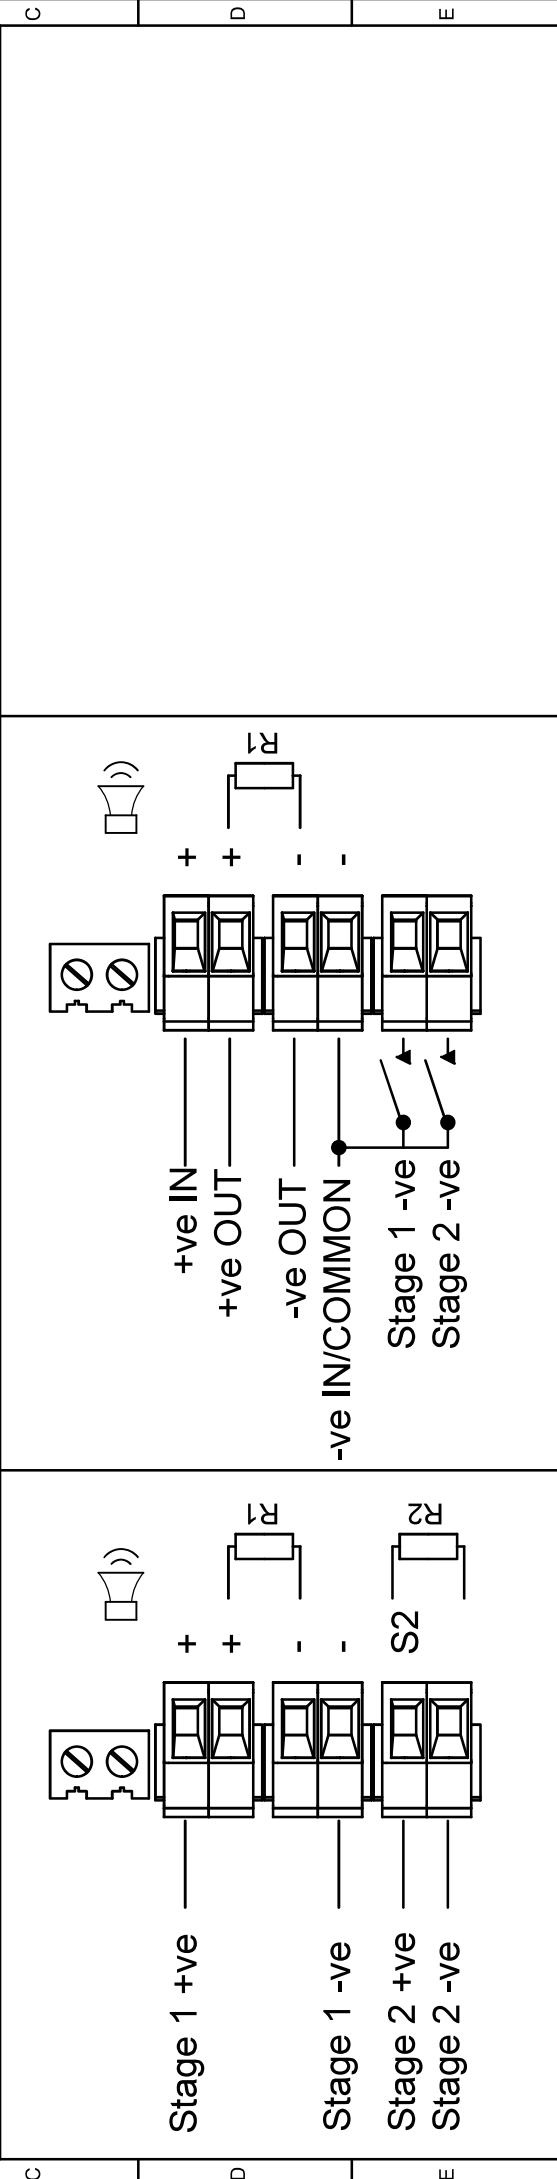 C
D
E
R1
+
+
-
-
+ve IN
+ve OUT
-ve OUT
-ve IN/COMMON
Stage 1 -ve
Stage 2 -ve
R1
R2
+
+
-
-
S2
Stage 1 +ve
Stage 1 -ve
Stage 2 +ve
Stage 2 -ve
C
D
E